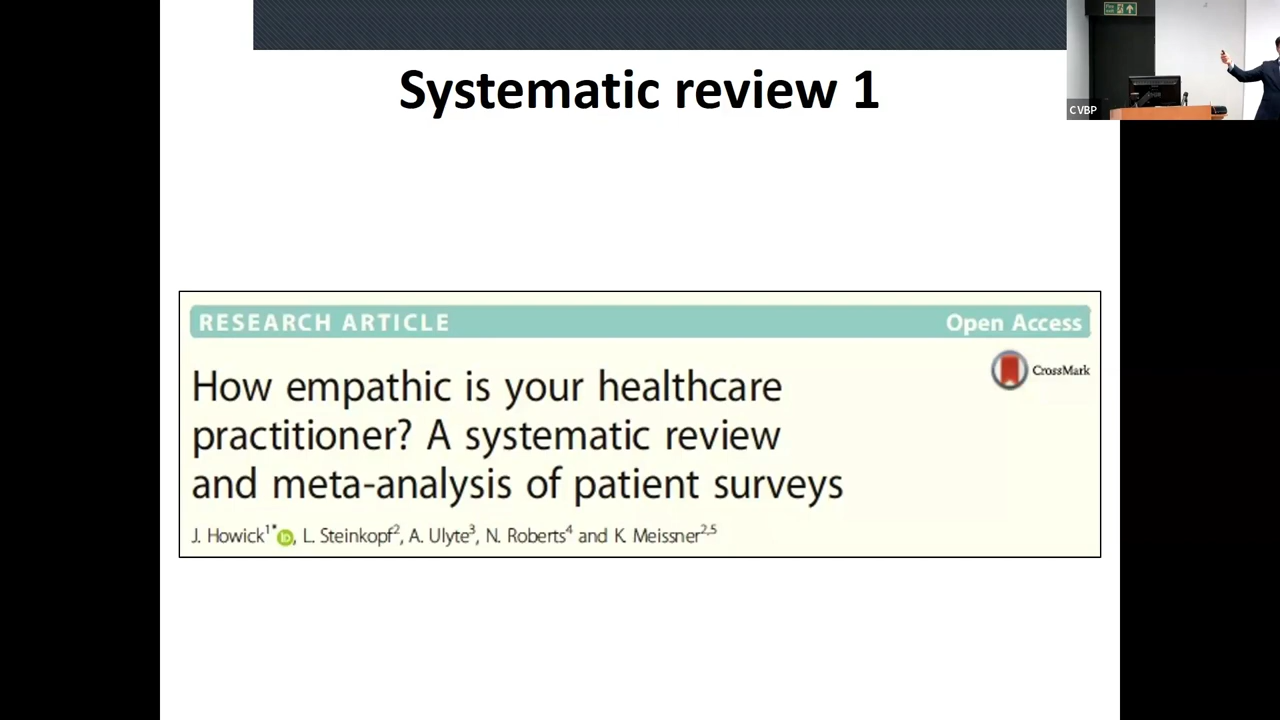 Systematic review 1
CVBP
RESEARCH ARTICLE
Open Access
CrossMark
How empathic is your healthcare
practitioner? A systematic review
and meta-analysis of patient surveys
J. Howick1* iD, L. Steinkopf2, A. Ulyte3, N. Roberts4 and K. Meissner2,5